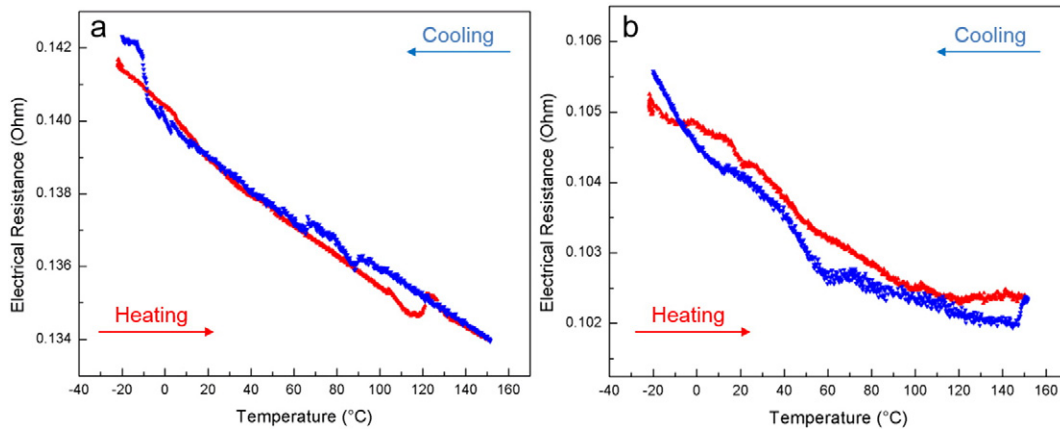 a
Cooling
0.142
0.140
0.138
0.136
0.134
Electrical Resistance (Ohm)
Heating
-40 -20 0 20 40 60 80 100 120 140 160
Temperature (°C)
b
Cooling
0.106
0.105
0.104
0.103
0.102
Electrical Resistance (Ohm)
Heating
-40 -20 0 20 40 60 80 100 120 140 160
Temperature (°C)